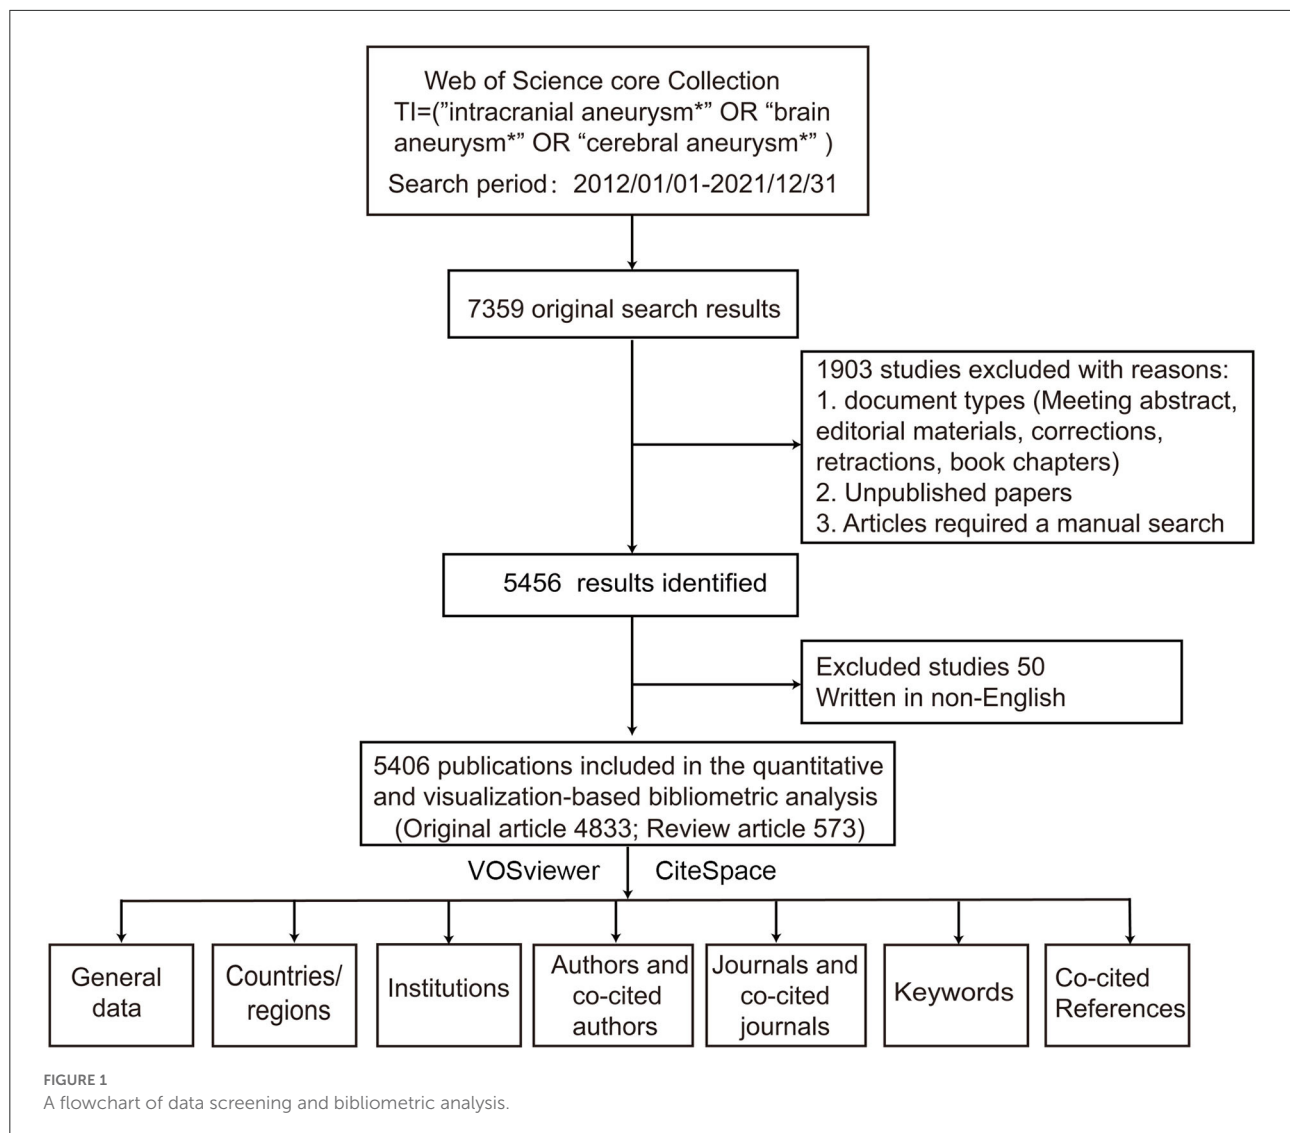 Web of Science core Collection
TI=(”intracranial aneurysm*” OR “brain
aneurysm*” OR “cerebral aneurysm*” )
Search period： 2012/01/01-2021/12/31
7359 original search results
1903 studies excluded with reasons:
1. document types (Meeting abstract,
editorial materials, corrections,
retractions, book chapters)
2. Unpublished papers
3. Articles required a manual search
5456 results identified
Excluded studies 50
Written in non-English
5406 publications included in the quantitative
and visualization-based bibliometric analysis
(Original article 4833; Review article 573)
VOSviewer
CiteSpace
General
data
Countries/
regions
Institutions
Authors and
co-cited
authors
Journals and
co-cited
journals
Keywords
Co-cited
References
FIGURE 1
A flowchart of data screening and bibliometric analysis.